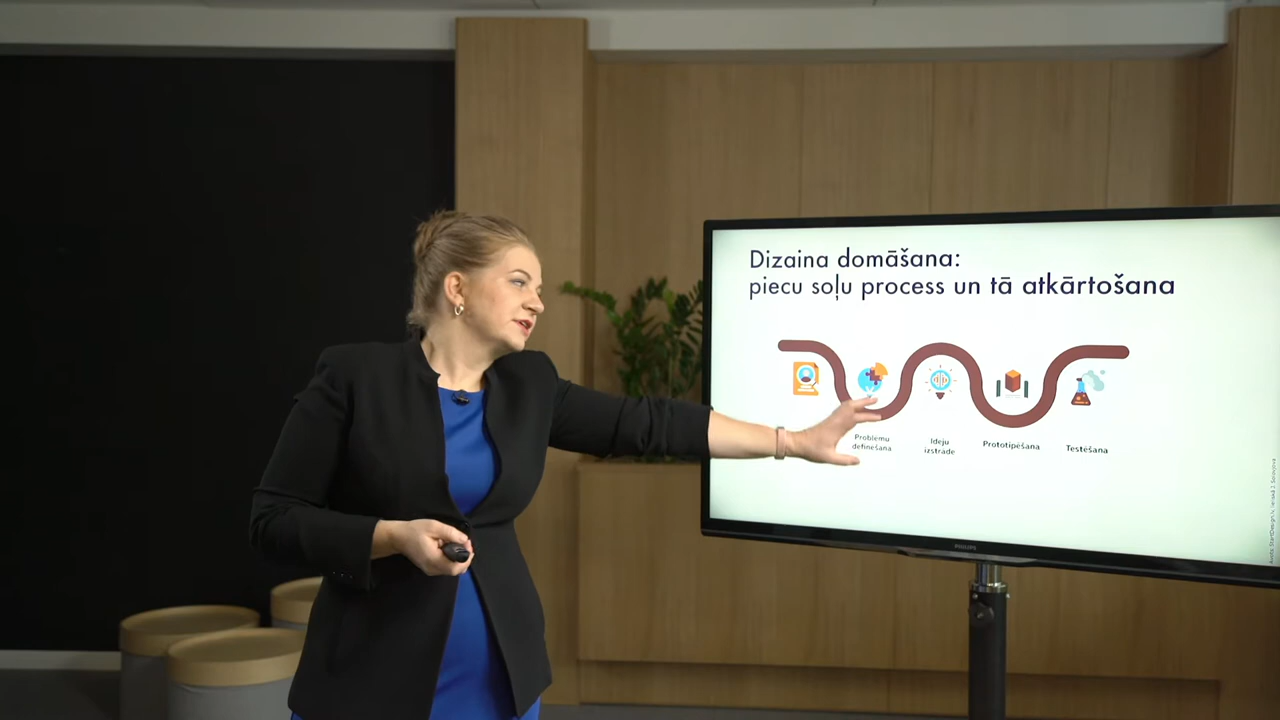 Dizaina domāšana:
piecu soļu process un tā atkārtošana
Problēmu
definēšana
Ideju
izstrāde
Prototipēšana
Testēšana
PHILIPS